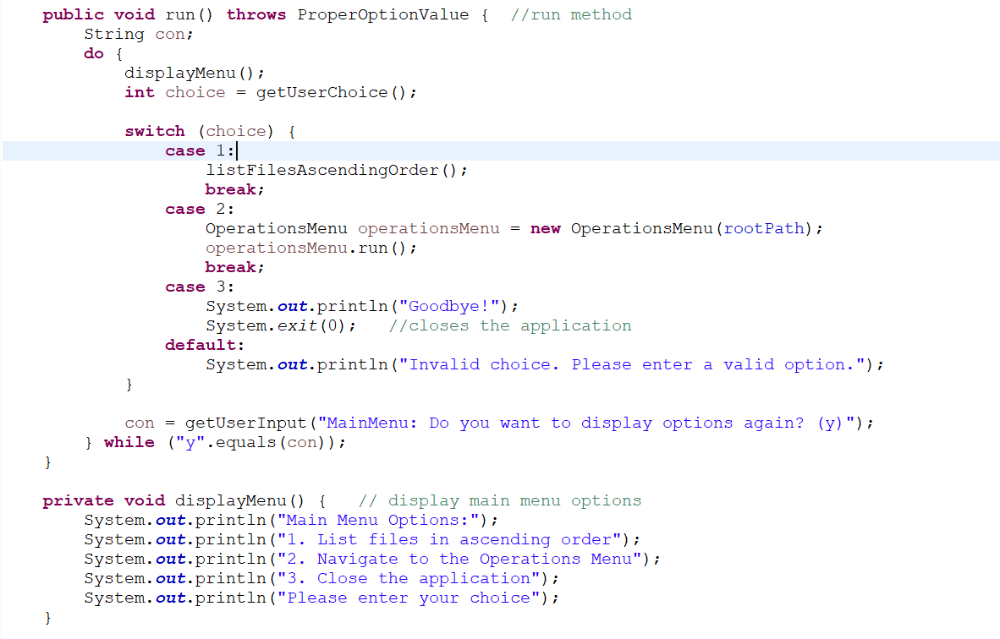 public void run() throws ProperOptionValue {  //run method
    String con;
    do {
        displayMenu();
        int choice = getUserChoice();

        switch (choice) {
            case 1:
                listFilesAscendingOrder();
                break;
            case 2:
                OperationsMenu operationsMenu = new OperationsMenu(rootPath);
                operationsMenu.run();
                break;
            case 3:
                System.out.println("Goodbye!");
                System.exit(0);   //closes the application
            default:
                System.out.println("Invalid choice. Please enter a valid option.");
        }

        con = getUserInput("MainMenu: Do you want to display options again? (y)");
    } while ("y".equals(con));
}

private void displayMenu() {   // display main menu options
    System.out.println("Main Menu Options:");
    System.out.println("1. List files in ascending order");
    System.out.println("2. Navigate to the Operations Menu");
    System.out.println("3. Close the application");
    System.out.println("Please enter your choice");
}